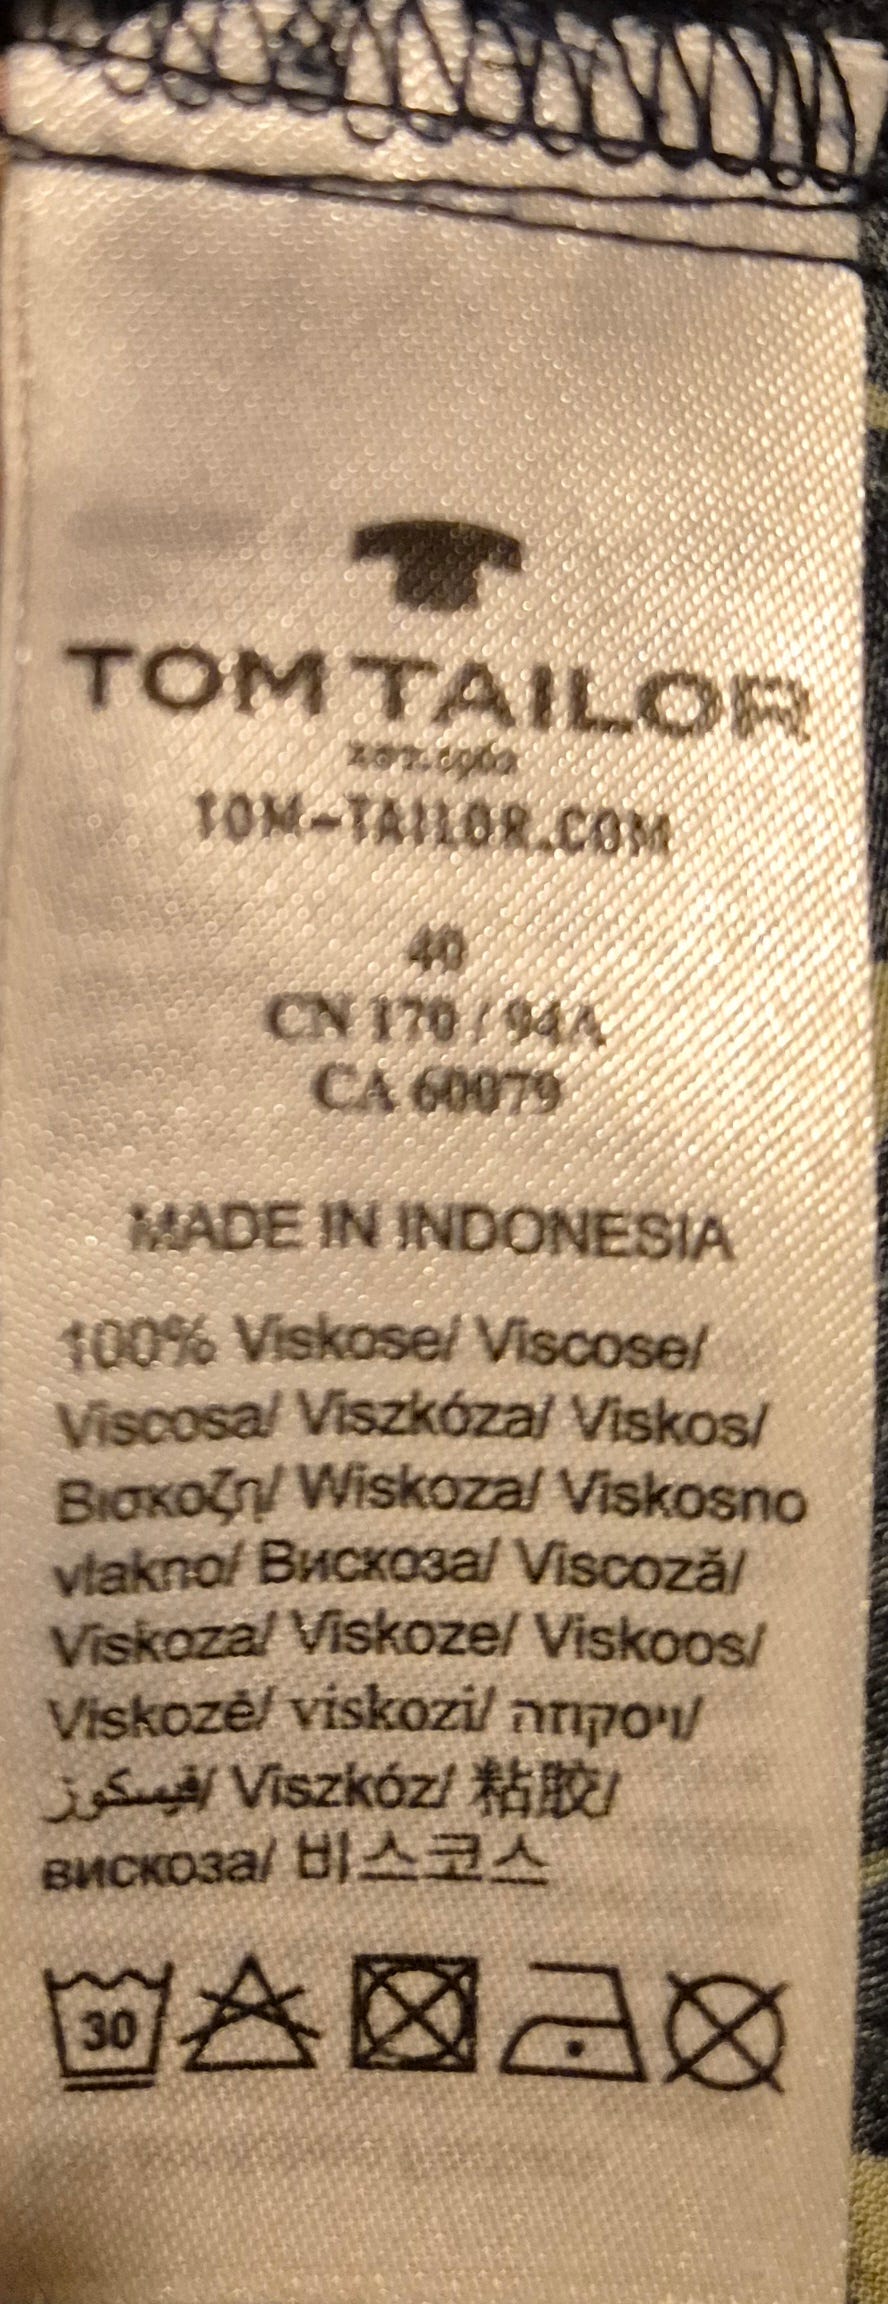 TOM TAILOR
EST.1962
TOM-TAILOR.COM
40
CN 170 / 94A
CA 60079
MADE IN INDONESIA
100% Viskose/ Viscose/
Viscosa/ Viszkóza/ Viskos/
Βισκοζη/ Wiskoza/ Viskosno
vlakno/ Вискоза/ Viscoză/
Viskoza/ Viskoze/ Viskoos/
Viskozė/ viskozi/ ויסקוזה/
فيسكوز/ Viszkóz/ 粘胶/
вискоза/ 비스코스
30